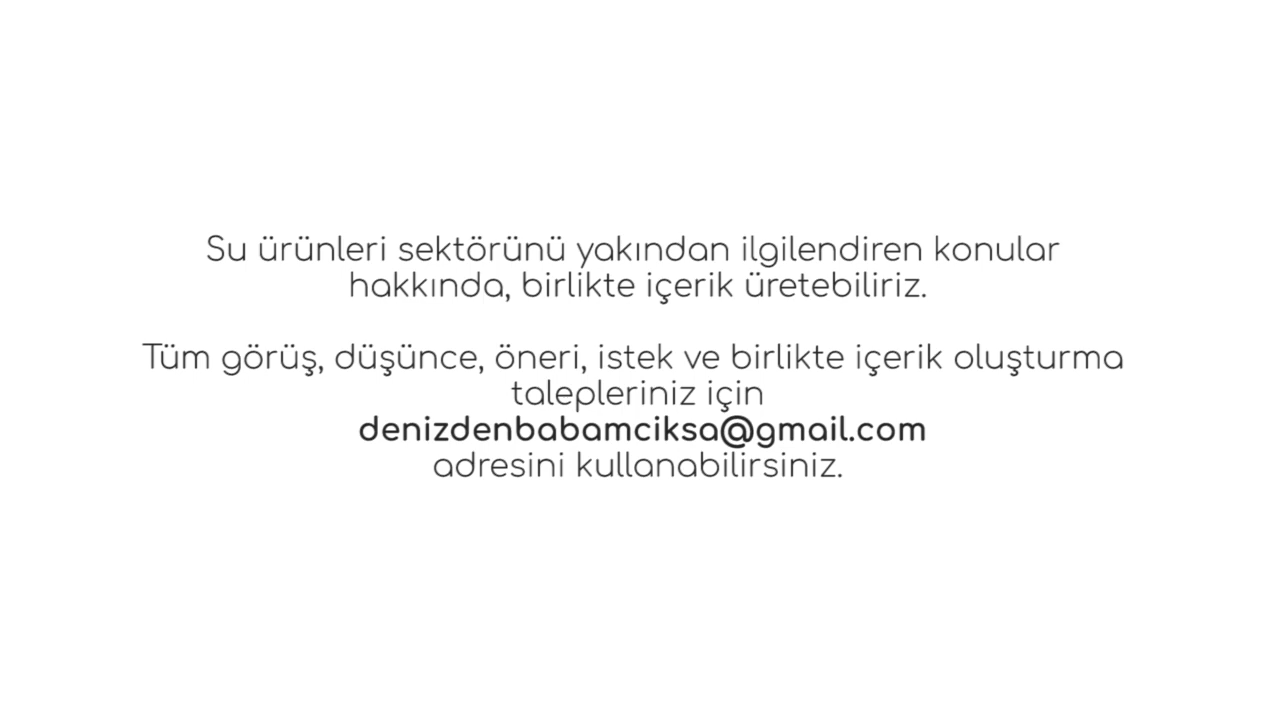 Su ürünleri sektörünü yakından ilgilendiren konular
hakkında, birlikte içerik üretebiliriz.
Tüm görüş, düşünce, öneri, istek ve birlikte içerik oluşturma
talepleriniz için
denizdenbabamciksa@gmail.com
adresini kullanabilirsiniz.